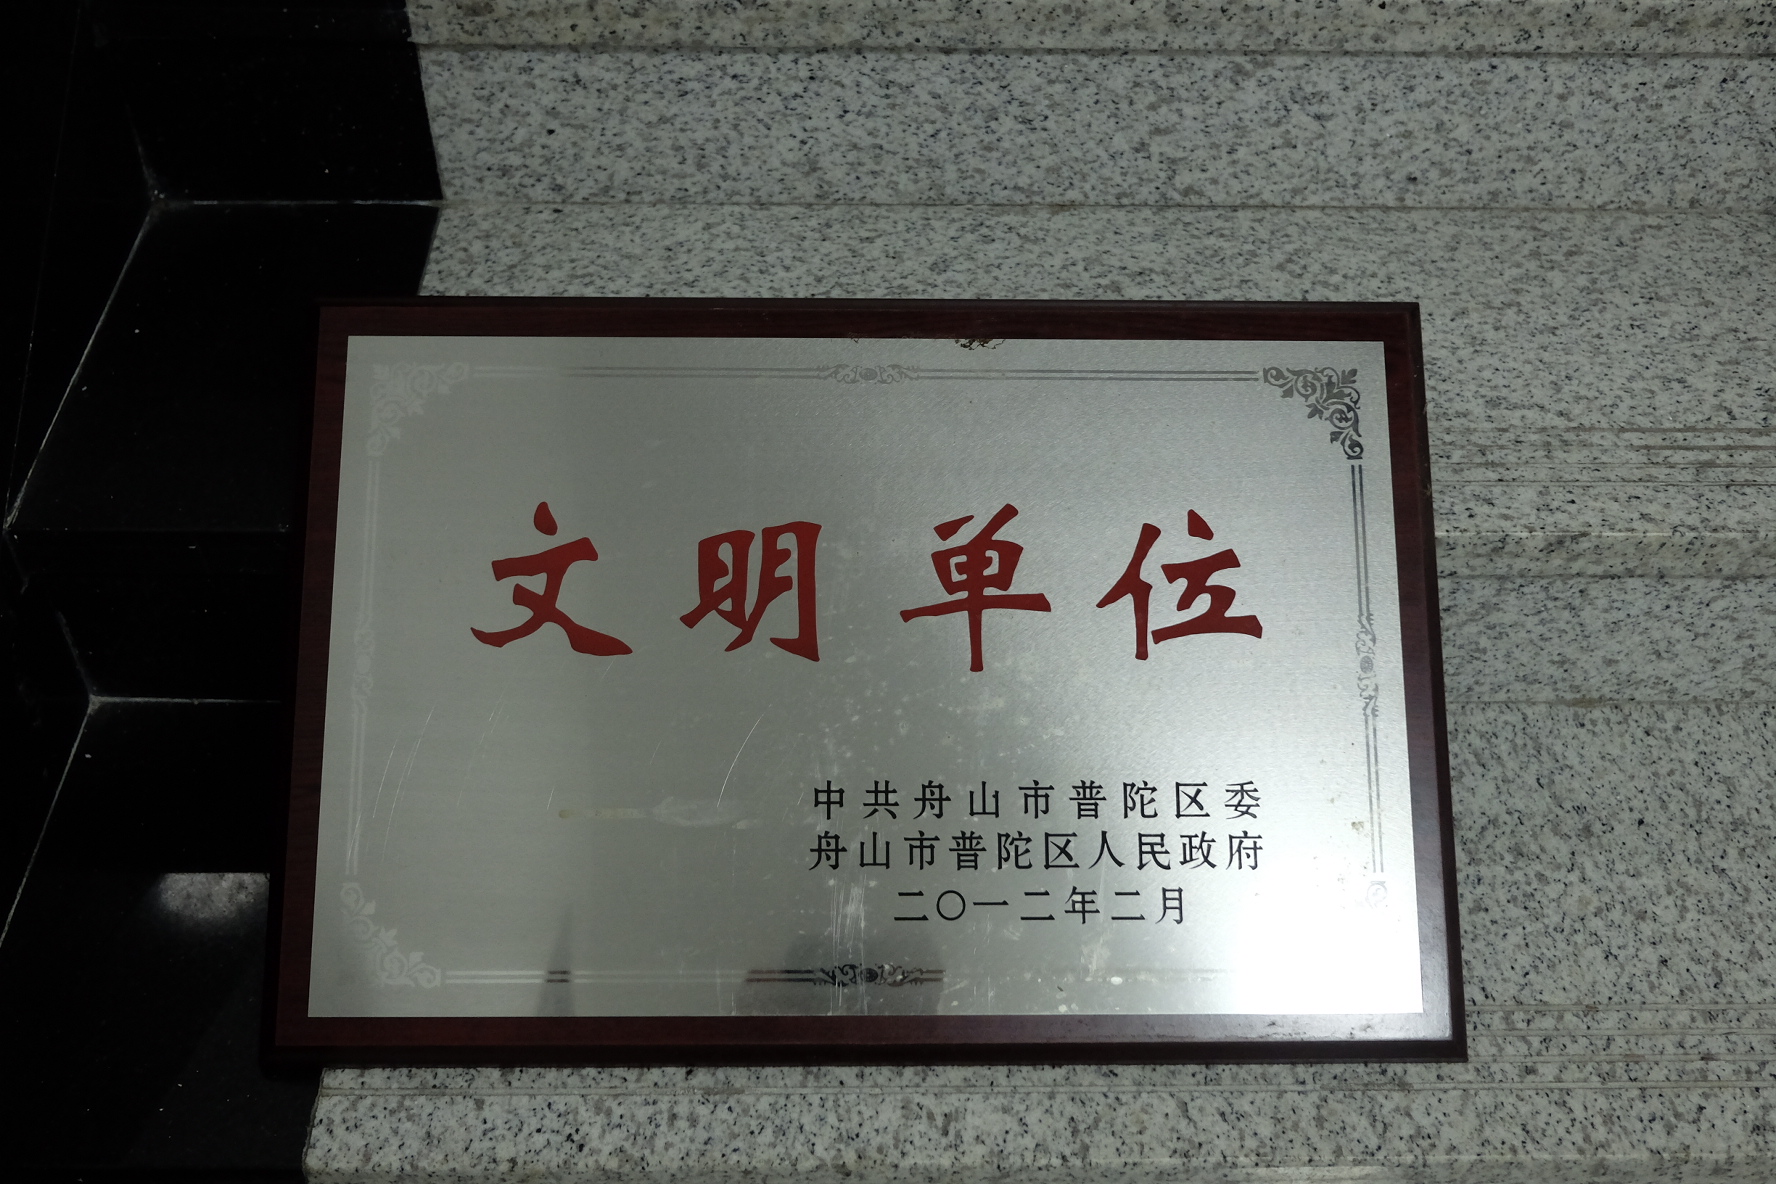 文明单位
中共舟山市普陀区委
舟山市普陀区人民政府
二〇一二年二月